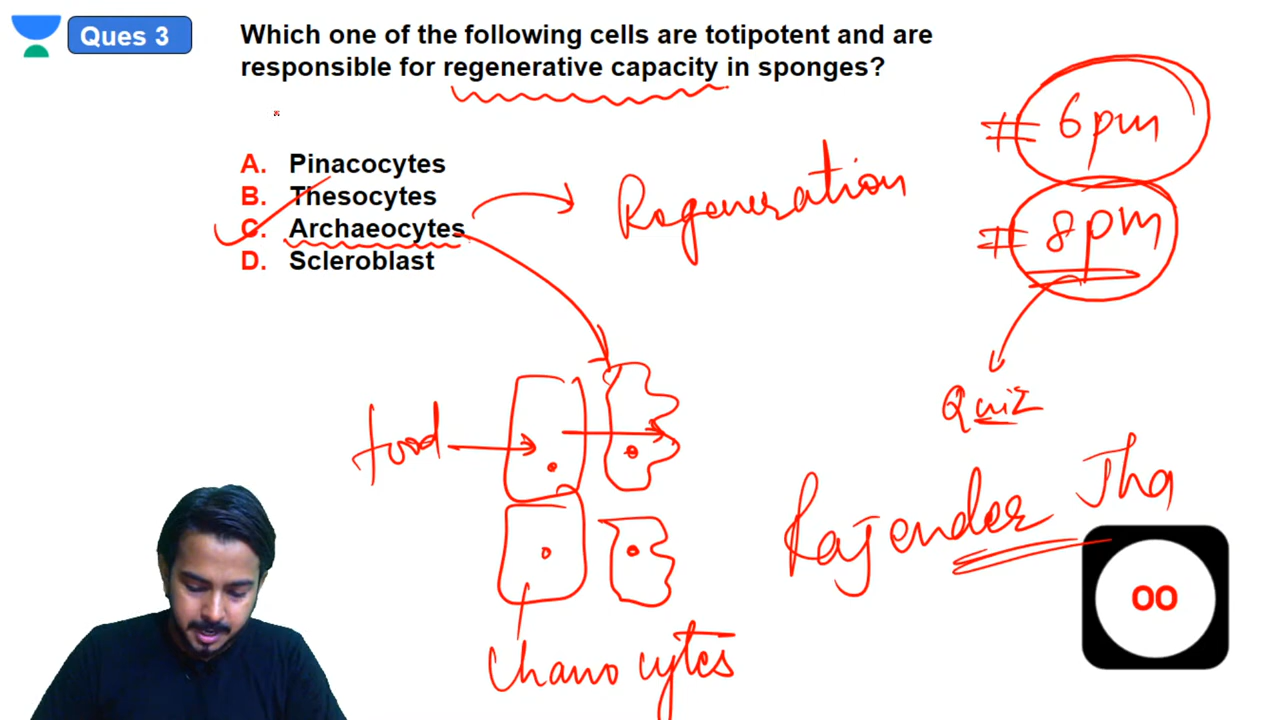 Ques 3
Which one of the following cells are totipotent and are
responsible for regenerative capacity in sponges?
A. Pinacocytes
B. Thesocytes
C. Archaeocytes
D. Scleroblast
Regeneration
# 6pm
# 8pm
Quiz
food
Rajender Jha
00
Chanocytes